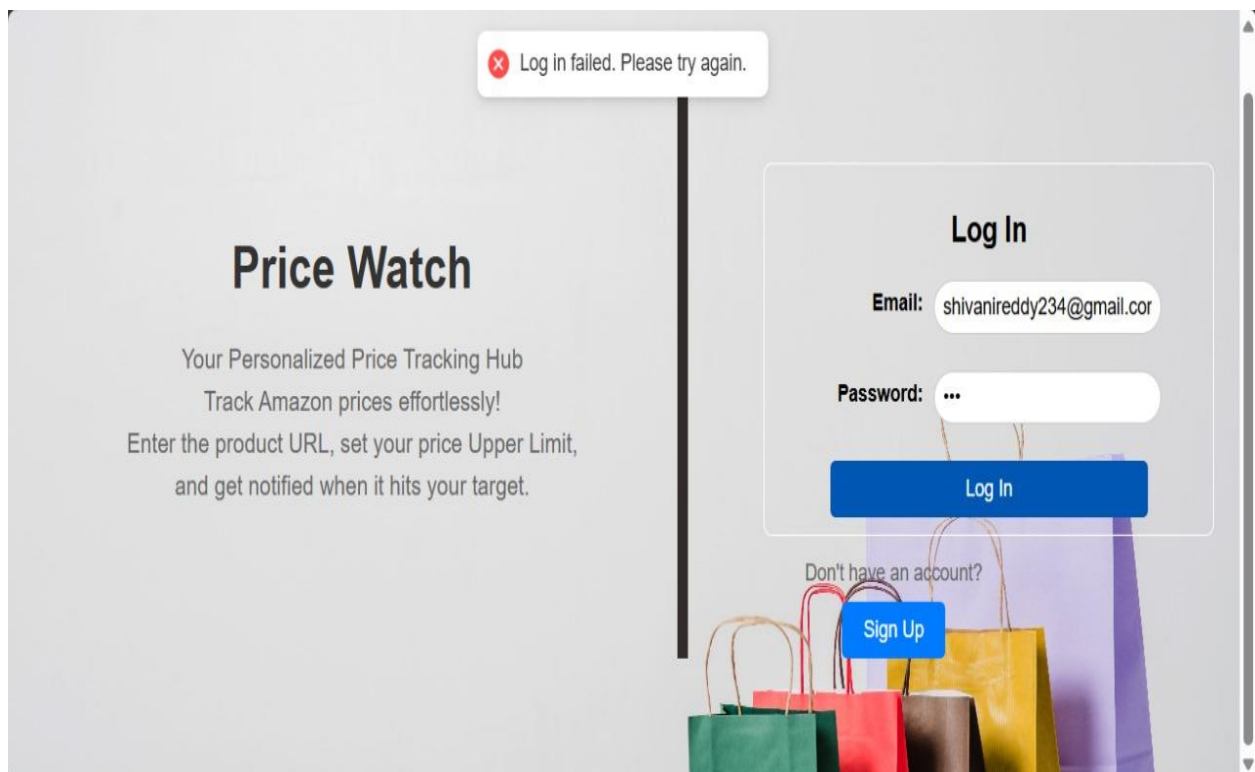 Log in failed. Please try again.
Price Watch
Your Personalized Price Tracking Hub
Track Amazon prices effortlessly!
Enter the product URL, set your price Upper Limit,
and get notified when it hits your target.
Log In
Email: shivanireddy234@gmail.cor
Password: •••
Log In
Don't have an account?
Sign Up